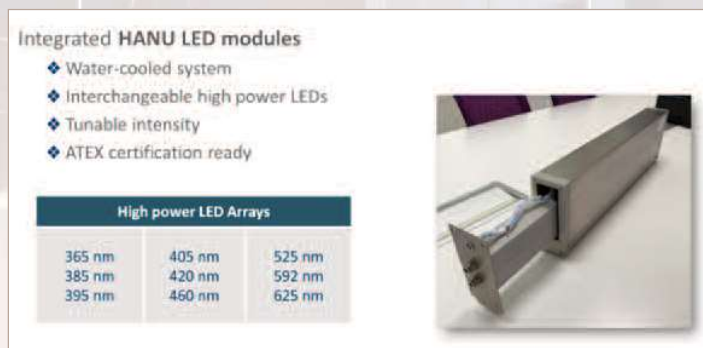 Integrated HANU LED modules
❖ Water-cooled system
❖ Interchangeable high power LEDs
❖ Tunable intensity
❖ ATEX certification ready
High power LED Arrays
365 nm 405 nm 525 nm
385 nm 420 nm 592 nm
395 nm 460 nm 625 nm